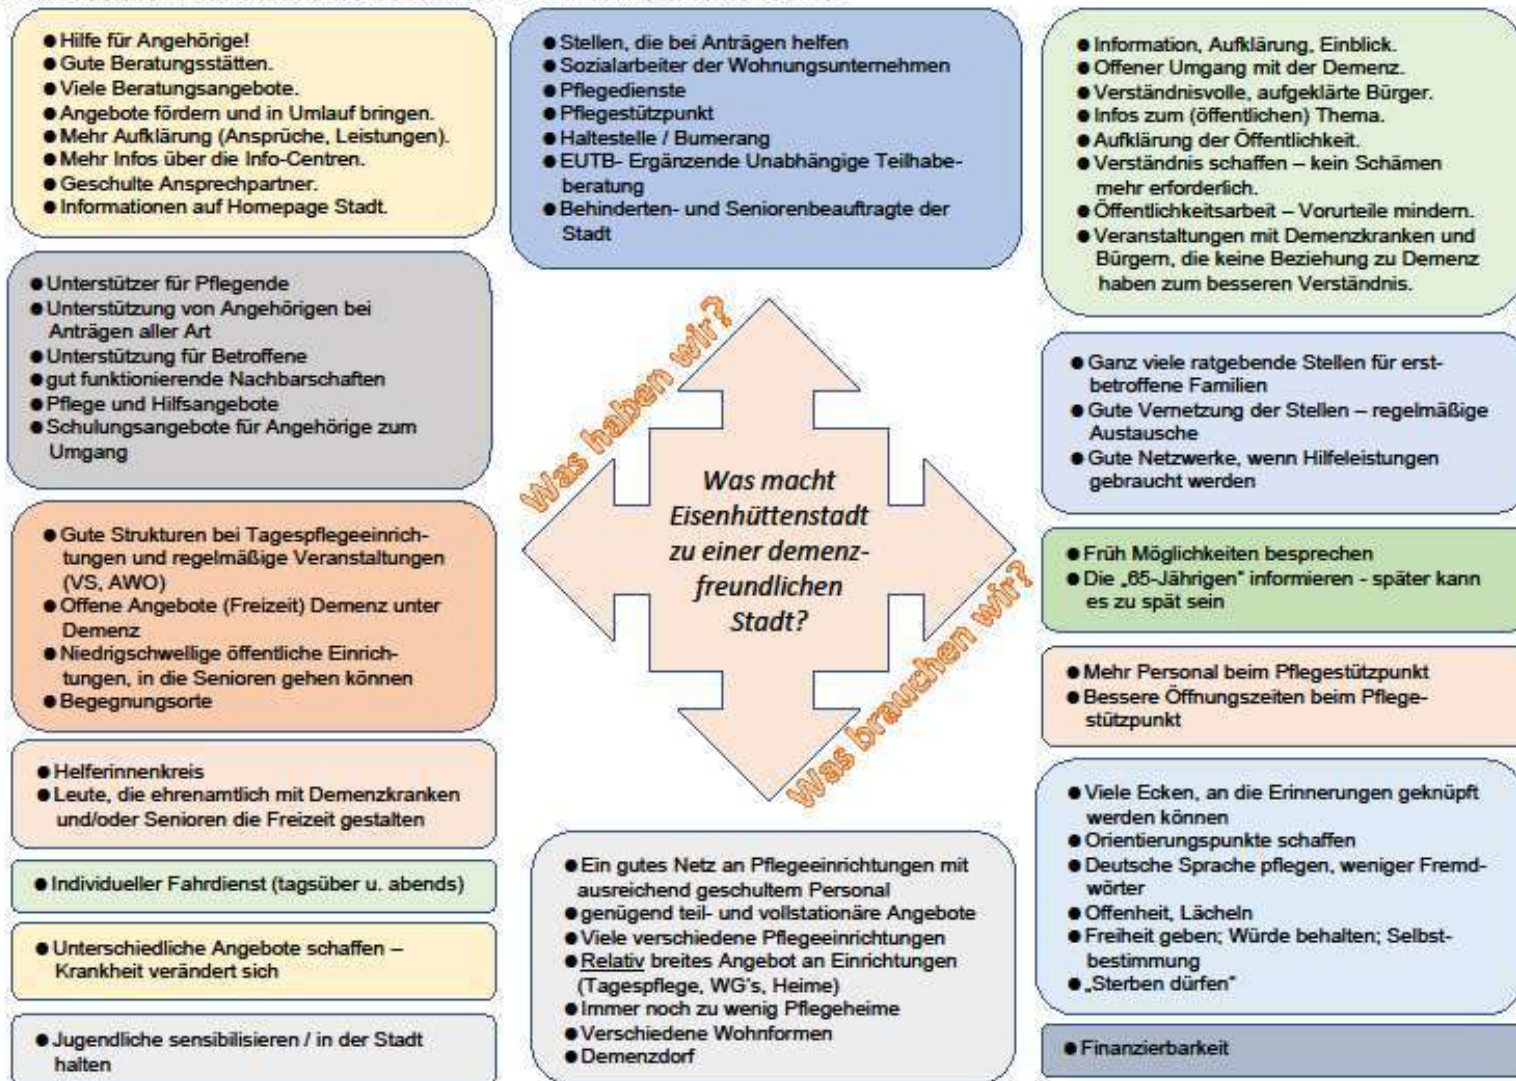 ● Hilfe für Angehörige!
● Gute Beratungsstätten.
● Viele Beratungsangebote.
● Angebote fördern und in Umlauf bringen.
● Mehr Aufklärung (Ansprüche, Leistungen).
● Mehr Infos über die Info-Centren.
● Geschulte Ansprechpartner.
● Informationen auf Homepage Stadt.
● Stellen, die bei Anträgen helfen
● Sozialarbeiter der Wohnungsunternehmen
● Pflegedienste
● Pflegestützpunkt
● Haltestelle / Bumerang
● EUTB- Ergänzende Unabhängige Teilhabe-
beratung
● Behinderten- und Seniorenbeauftragte der
Stadt
● Information, Aufklärung, Einblick.
● Offener Umgang mit der Demenz.
● Verständnisvolle, aufgeklärte Bürger.
● Infos zum (öffentlichen) Thema.
● Aufklärung der Öffentlichkeit.
● Verständnis schaffen – kein Schämen
mehr erforderlich.
● Öffentlichkeitsarbeit – Vorurteile mindern.
● Veranstaltungen mit Demenzkranken und
Bürgern, die keine Beziehung zu Demenz
haben zum besseren Verständnis.
● Unterstützer für Pflegende
● Unterstützung von Angehörigen bei
Anträgen aller Art
● Unterstützung für Betroffene
● gut funktionierende Nachbarschaften
● Pflege und Hilfsangebote
● Schulungsangebote für Angehörige zum
Umgang
Was haben wir?
Was macht
Eisenhüttenstadt
zu einer demenz-
freundlichen
Stadt?
Was brauchen wir?
● Ganz viele ratgebende Stellen für erst-
betroffene Familien
● Gute Vernetzung der Stellen – regelmäßige
Austausche
● Gute Netzwerke, wenn Hilfeleistungen
gebraucht werden
● Gute Strukturen bei Tagespflegeeinrich-
tungen und regelmäßige Veranstaltungen
(VS, AWO)
● Offene Angebote (Freizeit) Demenz unter
Demenz
● Niedrigschwellige öffentliche Einrich-
tungen, in die Senioren gehen können
● Begegnungsorte
● Früh Möglichkeiten besprechen
● Die „65-Jährigen“ informieren - später kann
es zu spät sein
● Mehr Personal beim Pflegestützpunkt
● Bessere Öffnungszeiten beim Pflege-
stützpunkt
● Helferinnenkreis
● Leute, die ehrenamtlich mit Demenzkranken
und/oder Senioren die Freizeit gestalten
● Individueller Fahrdienst (tagsüber u. abends)
● Unterschiedliche Angebote schaffen –
Krankheit verändert sich
● Jugendliche sensibilisieren / in der Stadt
halten
● Ein gutes Netz an Pflegeeinrichtungen mit
ausreichend geschultem Personal
● genügend teil- und vollstationäre Angebote
● Viele verschiedene Pflegeeinrichtungen
● Relativ breites Angebot an Einrichtungen
(Tagespflege, WG's, Heime)
● Immer noch zu wenig Pflegeheime
● Verschiedene Wohnformen
● Demenzdorf
● Viele Ecken, an die Erinnerungen geknüpft
werden können
● Orientierungspunkte schaffen
● Deutsche Sprache pflegen, weniger Fremd-
wörter
● Offenheit, Lächeln
● Freiheit geben; Würde behalten; Selbst-
bestimmung
● „Sterben dürfen“
● Finanzierbarkeit